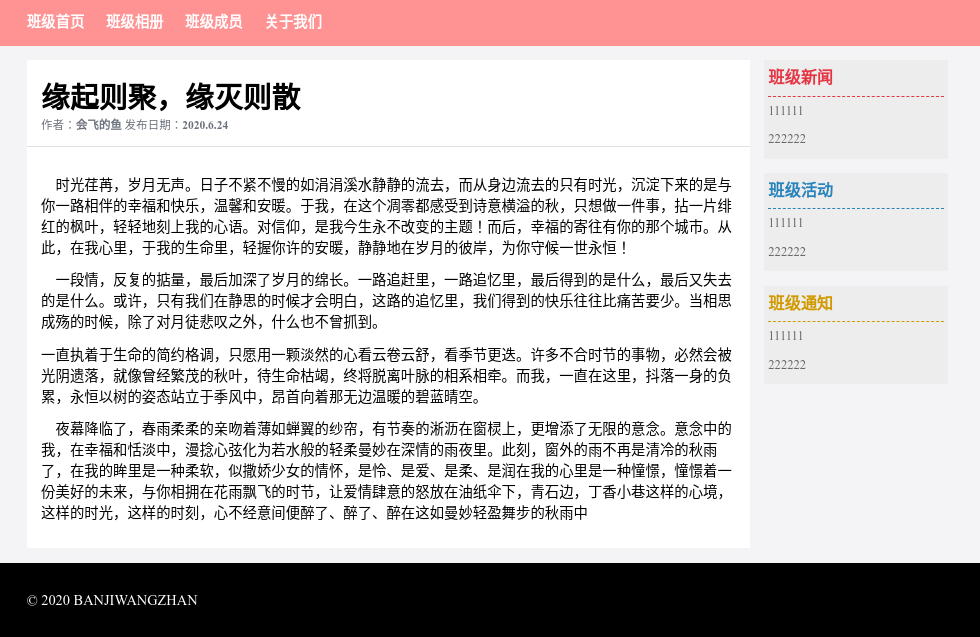 班级首页 班级相册 班级成员 关于我们
缘起则聚，缘灭则散
作者：会飞的鱼 发布日期：2020.6.24
时光荏苒，岁月无声。日子不紧不慢的如涓涓溪水静静的流去，而从身边流去的只有时光，沉淀下来的是与
你一路相伴的幸福和快乐，温馨和安暖。于我，在这个凋零都感受到诗意横溢的秋，只想做一件事，拈一片绯
红的枫叶，轻轻地刻上我的心语。对信仰，是我今生永不改变的主题！而后，幸福的寄往有你的那个城市。从
此，在我心里，于我的生命里，轻握你许的安暖，静静地在岁月的彼岸，为你守候一世永恒！
一段情，反复的掂量，最后加深了岁月的绵长。一路追赶里，一路追忆里，最后得到的是什么，最后又失去
的是什么。或许，只有我们在静思的时候才会明白，这路的追忆里，我们得到的快乐往往比痛苦要少。当相思
成殇的时候，除了对月徒悲叹之外，什么也不曾抓到。
一直执着于生命的简约格调，只愿用一颗淡然的心看云卷云舒，看季节更迭。许多不合时节的事物，必然会被
光阴遗落，就像曾经繁茂的秋叶，待生命枯竭，终将脱离叶脉的相系相牵。而我，一直在这里，抖落一身的负
累，永恒以树的姿态站立于季风中，昂首向着那无边温暖的碧蓝晴空。
夜幕降临了，春雨柔柔的亲吻着薄如蝉翼的纱帘，有节奏的淅沥在窗棂上，更增添了无限的意念。意念中的
我，在幸福和恬淡中，漫捻心弦化为若水般的轻柔曼妙在深情的雨夜里。此刻，窗外的雨不再是清冷的秋雨
了，在我的眸里是一种柔软，似撒娇少女的情怀，是怜、是爱、是柔、是润在我的心里是一种憧憬，憧憬着一
份美好的未来，与你相拥在花雨飘飞的时节，让爱情肆意的怒放在油纸伞下，青石边，丁香小巷这样的心境，
这样的时光，这样的时刻，心不经意间便醉了、醉了、醉在这如曼妙轻盈舞步的秋雨中
班级新闻
111111
222222
班级活动
111111
222222
班级通知
111111
222222
© 2020 BANJIWANGZHAN